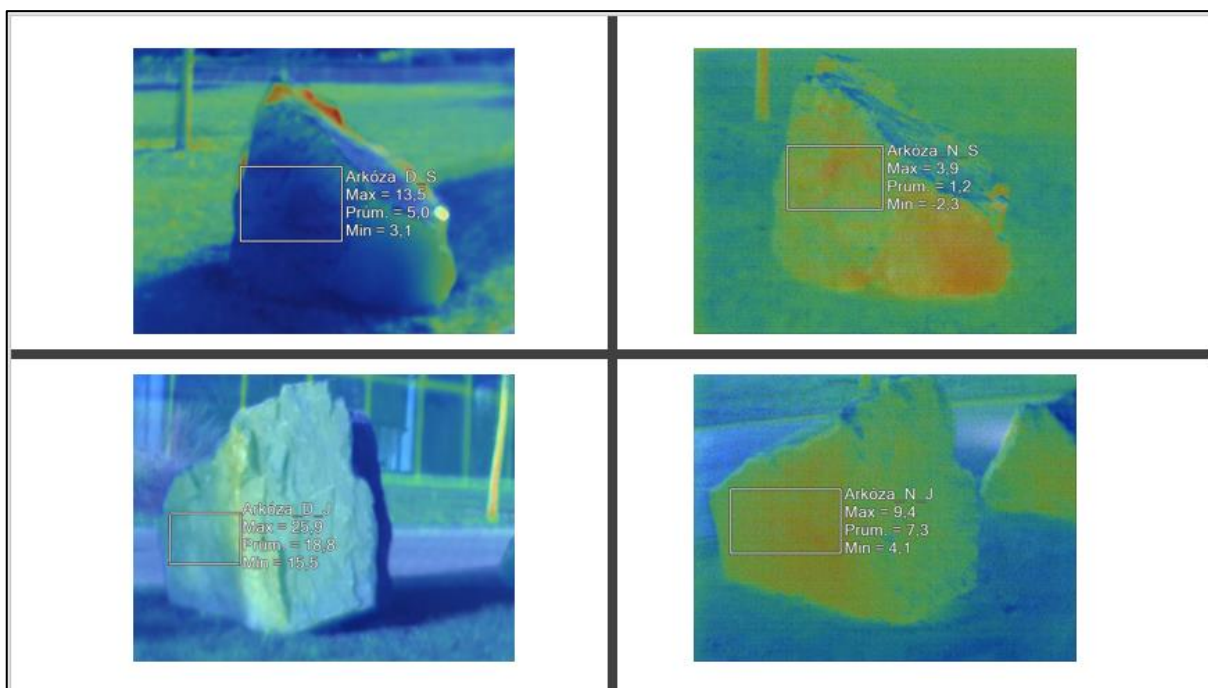 Arkóza_D_S
Max = 13,5
Prům. = 5,0
Min = 3,1
Arkóza_N_S
Max = 3,9
Prům. = 1,2
Min = -2,3
Arkóza_D_J
Max = 25,9
Prům. = 18,8
Min = 15,5
Arkóza_N_J
Max = 9,4
Prům. = 7,3
Min = 4,1